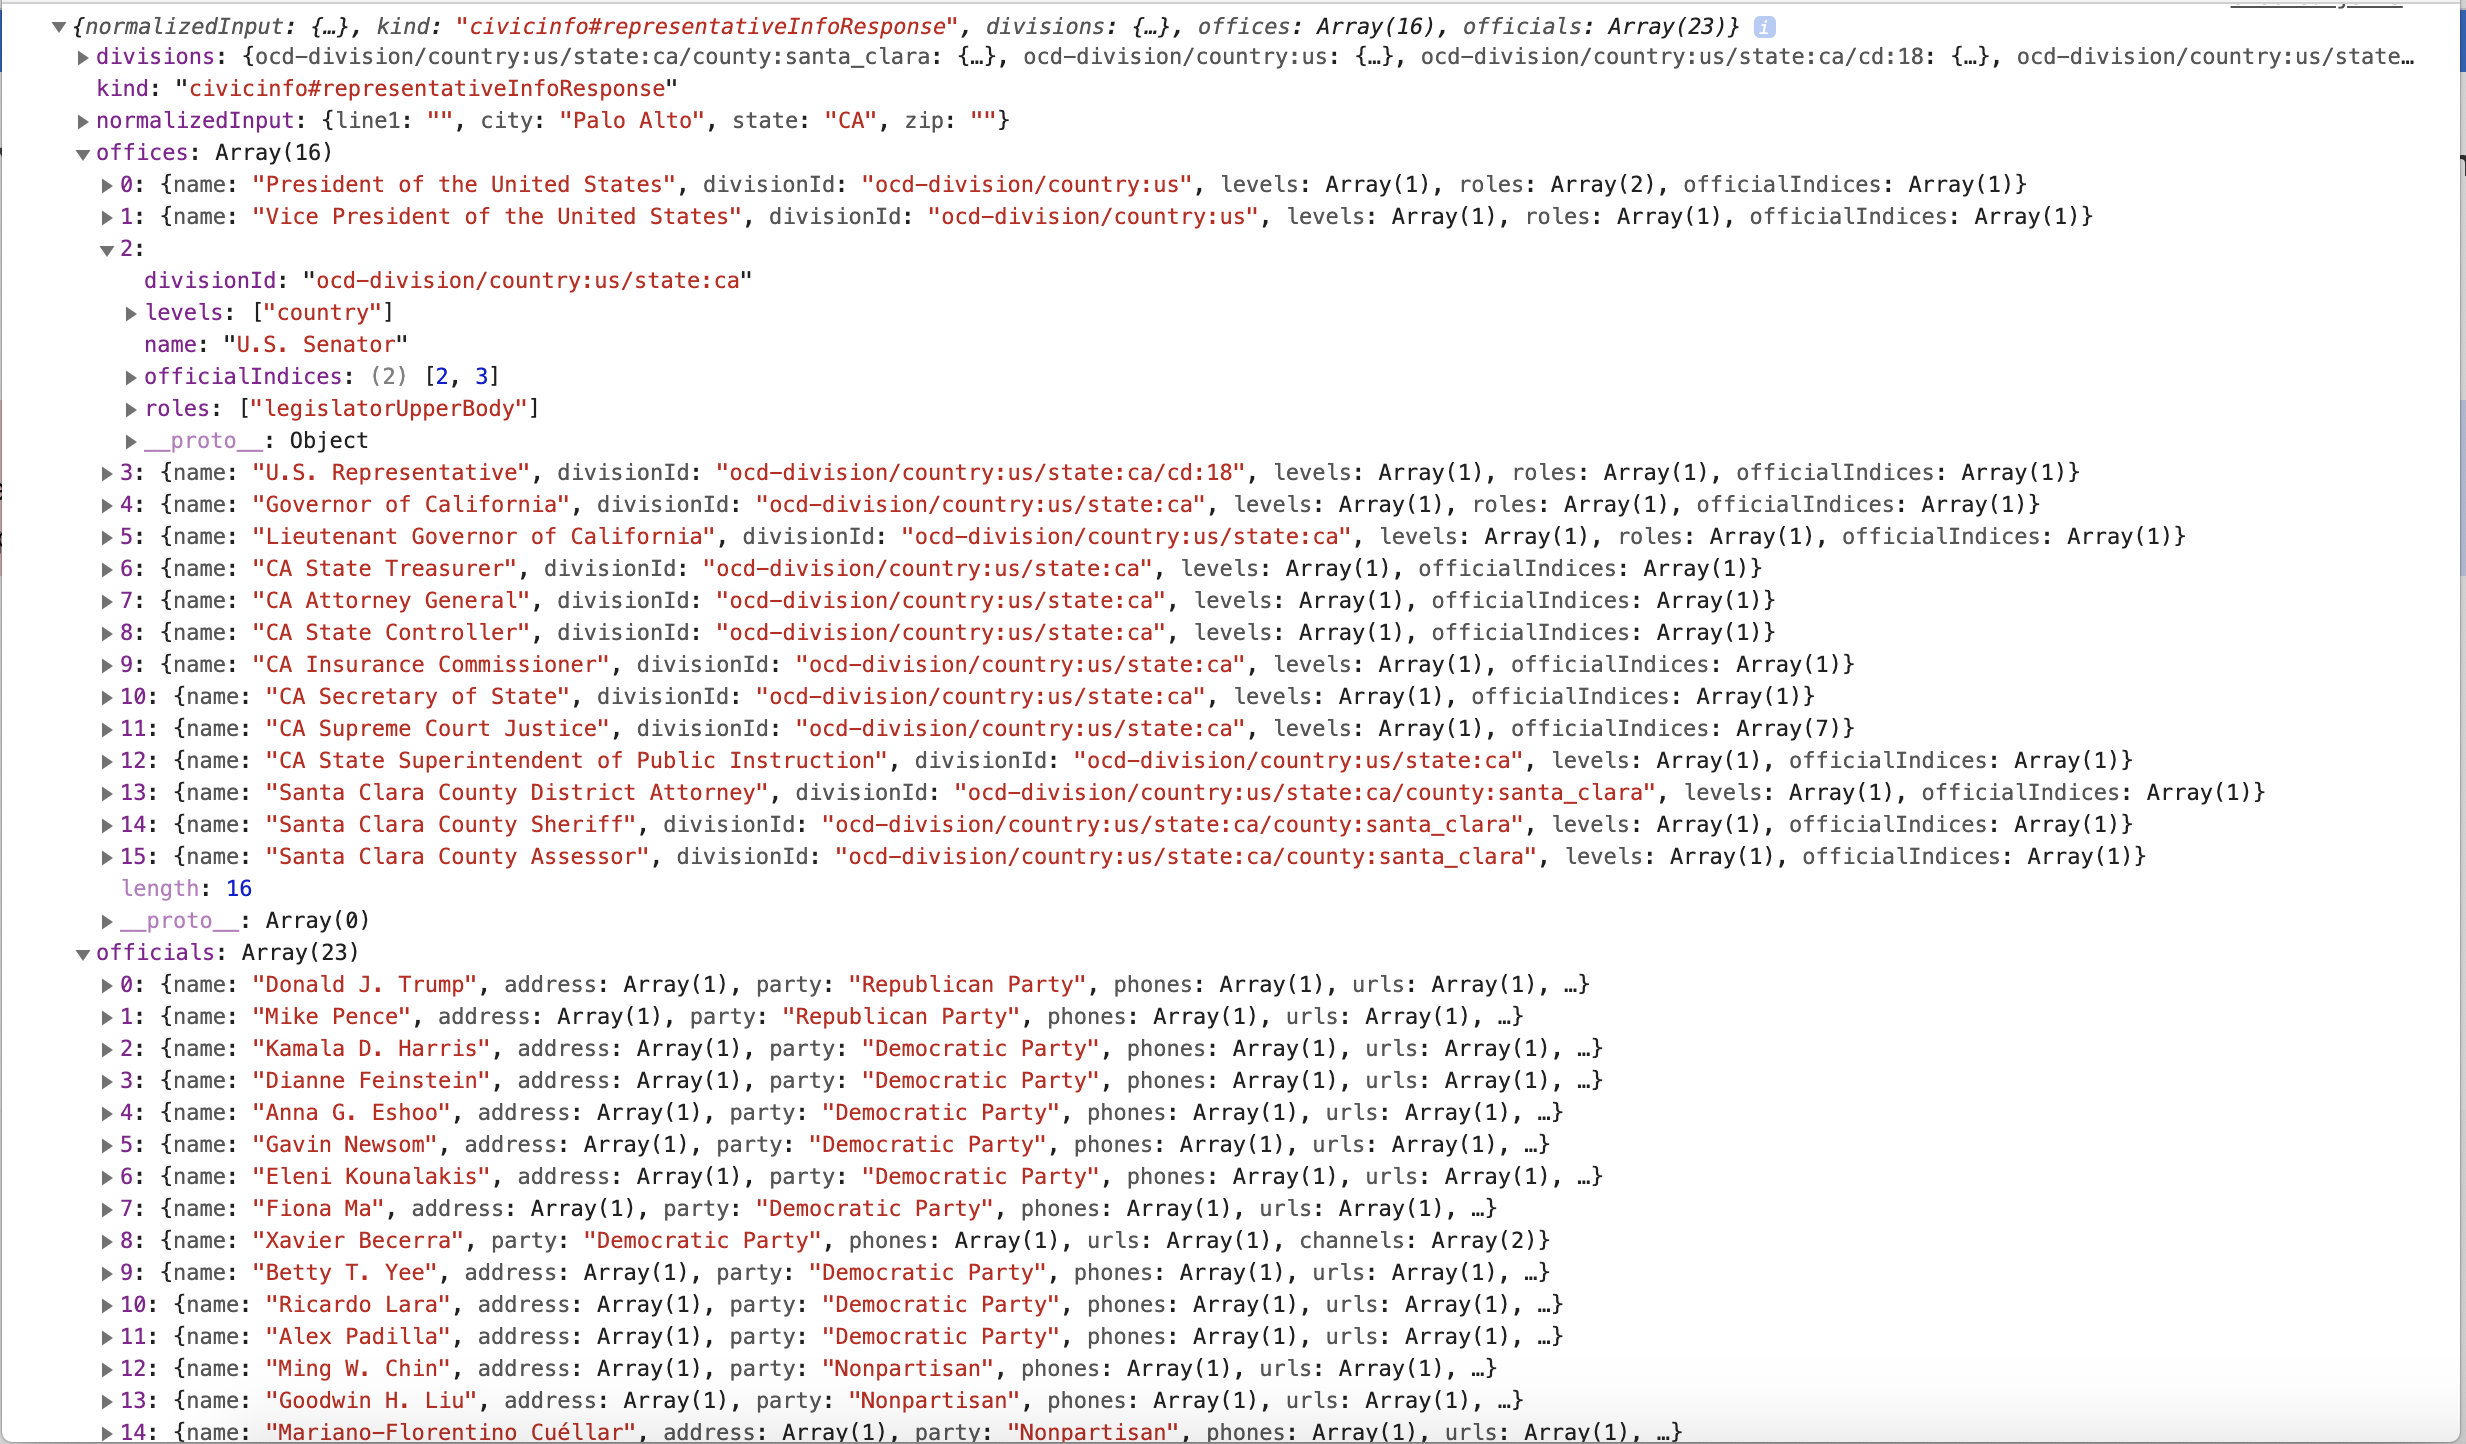 {normalizedInput: {…}, kind: "civicinfo#representativeInfoResponse", divisions: {…}, offices: Array(16), officials: Array(23)} i
divisions: {ocd-division/country:us/state:ca/county:santa_clara: {…}, ocd-division/country:us: {…}, ocd-division/country:us/state:ca/cd:18: {…}, ocd-division/country:us/state…
kind: "civicinfo#representativeInfoResponse"
normalizedInput: {line1: "", city: "Palo Alto", state: "CA", zip: ""}
offices: Array(16)
0: {name: "President of the United States", divisionId: "ocd-division/country:us", levels: Array(1), roles: Array(2), officialIndices: Array(1)}
1: {name: "Vice President of the United States", divisionId: "ocd-division/country:us", levels: Array(1), roles: Array(1), officialIndices: Array(1)}
2:
divisionId: "ocd-division/country:us/state:ca"
levels: ["country"]
name: "U.S. Senator"
officialIndices: (2) [2, 3]
roles: ["legislatorUpperBody"]
__proto__: Object
3: {name: "U.S. Representative", divisionId: "ocd-division/country:us/state:ca/cd:18", levels: Array(1), roles: Array(1), officialIndices: Array(1)}
4: {name: "Governor of California", divisionId: "ocd-division/country:us/state:ca", levels: Array(1), roles: Array(1), officialIndices: Array(1)}
5: {name: "Lieutenant Governor of California", divisionId: "ocd-division/country:us/state:ca", levels: Array(1), roles: Array(1), officialIndices: Array(1)}
6: {name: "CA State Treasurer", divisionId: "ocd-division/country:us/state:ca", levels: Array(1), officialIndices: Array(1)}
7: {name: "CA Attorney General", divisionId: "ocd-division/country:us/state:ca", levels: Array(1), officialIndices: Array(1)}
8: {name: "CA State Controller", divisionId: "ocd-division/country:us/state:ca", levels: Array(1), officialIndices: Array(1)}
9: {name: "CA Insurance Commissioner", divisionId: "ocd-division/country:us/state:ca", levels: Array(1), officialIndices: Array(1)}
10: {name: "CA Secretary of State", divisionId: "ocd-division/country:us/state:ca", levels: Array(1), officialIndices: Array(1)}
11: {name: "CA Supreme Court Justice", divisionId: "ocd-division/country:us/state:ca", levels: Array(1), officialIndices: Array(7)}
12: {name: "CA State Superintendent of Public Instruction", divisionId: "ocd-division/country:us/state:ca", levels: Array(1), officialIndices: Array(1)}
13: {name: "Santa Clara County District Attorney", divisionId: "ocd-division/country:us/state:ca/county:santa_clara", levels: Array(1), officialIndices: Array(1)}
14: {name: "Santa Clara County Sheriff", divisionId: "ocd-division/country:us/state:ca/county:santa_clara", levels: Array(1), officialIndices: Array(1)}
15: {name: "Santa Clara County Assessor", divisionId: "ocd-division/country:us/state:ca/county:santa_clara", levels: Array(1), officialIndices: Array(1)}
length: 16
__proto__: Array(0)
officials: Array(23)
0: {name: "Donald J. Trump", address: Array(1), party: "Republican Party", phones: Array(1), urls: Array(1), …}
1: {name: "Mike Pence", address: Array(1), party: "Republican Party", phones: Array(1), urls: Array(1), …}
2: {name: "Kamala D. Harris", address: Array(1), party: "Democratic Party", phones: Array(1), urls: Array(1), …}
3: {name: "Dianne Feinstein", address: Array(1), party: "Democratic Party", phones: Array(1), urls: Array(1), …}
4: {name: "Anna G. Eshoo", address: Array(1), party: "Democratic Party", phones: Array(1), urls: Array(1), …}
5: {name: "Gavin Newsom", address: Array(1), party: "Democratic Party", phones: Array(1), urls: Array(1), …}
6: {name: "Eleni Kounalakis", address: Array(1), party: "Democratic Party", phones: Array(1), urls: Array(1), …}
7: {name: "Fiona Ma", address: Array(1), party: "Democratic Party", phones: Array(1), urls: Array(1), …}
8: {name: "Xavier Becerra", party: "Democratic Party", phones: Array(1), urls: Array(1), channels: Array(2)}
9: {name: "Betty T. Yee", address: Array(1), party: "Democratic Party", phones: Array(1), urls: Array(1), …}
10: {name: "Ricardo Lara", address: Array(1), party: "Democratic Party", phones: Array(1), urls: Array(1), …}
11: {name: "Alex Padilla", address: Array(1), party: "Democratic Party", phones: Array(1), urls: Array(1), …}
12: {name: "Ming W. Chin", address: Array(1), party: "Nonpartisan", phones: Array(1), urls: Array(1), …}
13: {name: "Goodwin H. Liu", address: Array(1), party: "Nonpartisan", phones: Array(1), urls: Array(1), …}
14: {name: "Mariano-Florentino Cuéllar", address: Array(1), party: "Nonpartisan", phones: Array(1), urls: Array(1), …}